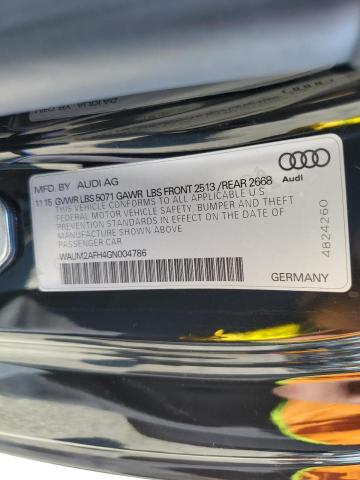 MFD. BY AUDI AG
11.15 GVWR LBS 5071 GAWR LBS FRONT 2513 / REAR 2668
THIS VEHICLE CONFORMS TO ALL APPLICABLE
FEDERAL MOTOR VEHICLE SAFETY, BUMPER AND THEFT
PREVENTION STANDARDS IN EFFECT ON THE DATE OF
MANUFACTURE SHOWN ABOVE.
PASSENGER CAR
WAUM2AFH4GN004786
Audi
4824260
GERMANY